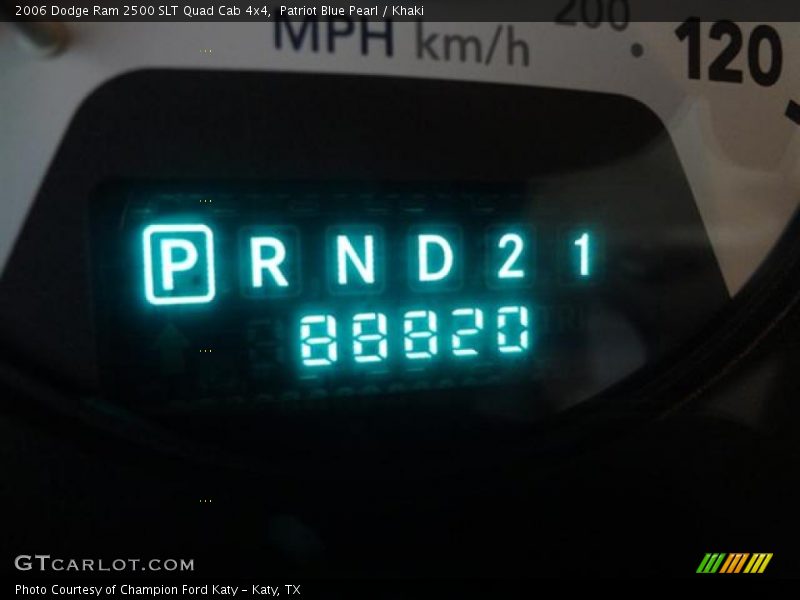 2006 Dodge Ram 2500 SLT Quad Cab 4x4, Patriot Blue Pearl / Khaki
200
MPH km/h 120
P R N D 2 1
88820
GTCARLOT.COM
Photo Courtesy of Champion Ford Katy - Katy, TX